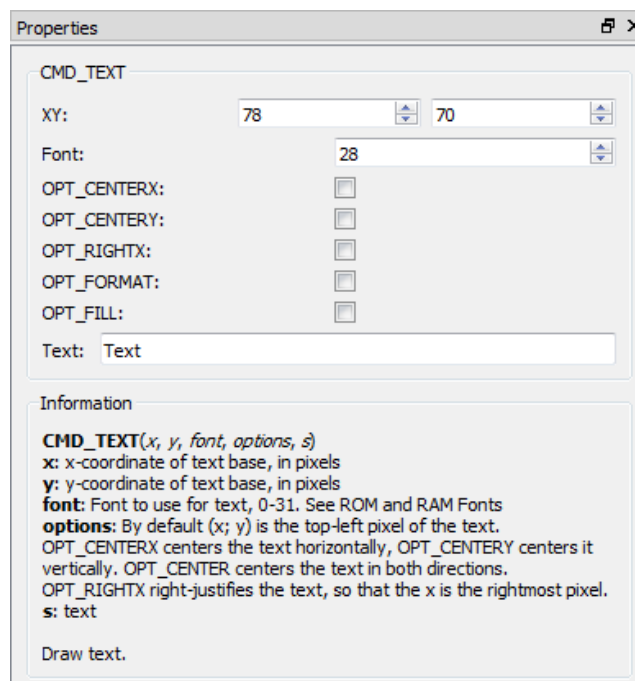 Properties
CMD_TEXT
XY: 78 70
Font: 28
OPT_CENTERX:
OPT_CENTERY:
OPT_RIGHTX:
OPT_FORMAT:
OPT_FILL:
Text: Text
Information
CMD_TEXT(x, y, font, options, s)
x: x-coordinate of text base, in pixels
y: y-coordinate of text base, in pixels
font: Font to use for text, 0-31. See ROM and RAM Fonts
options: By default (x; y) is the top-left pixel of the text.
OPT_CENTERX centers the text horizontally, OPT_CENTERY centers it
vertically. OPT_CENTER centers the text in both directions.
OPT_RIGHTX right-justifies the text, so that the x is the rightmost pixel.
s: text
Draw text.